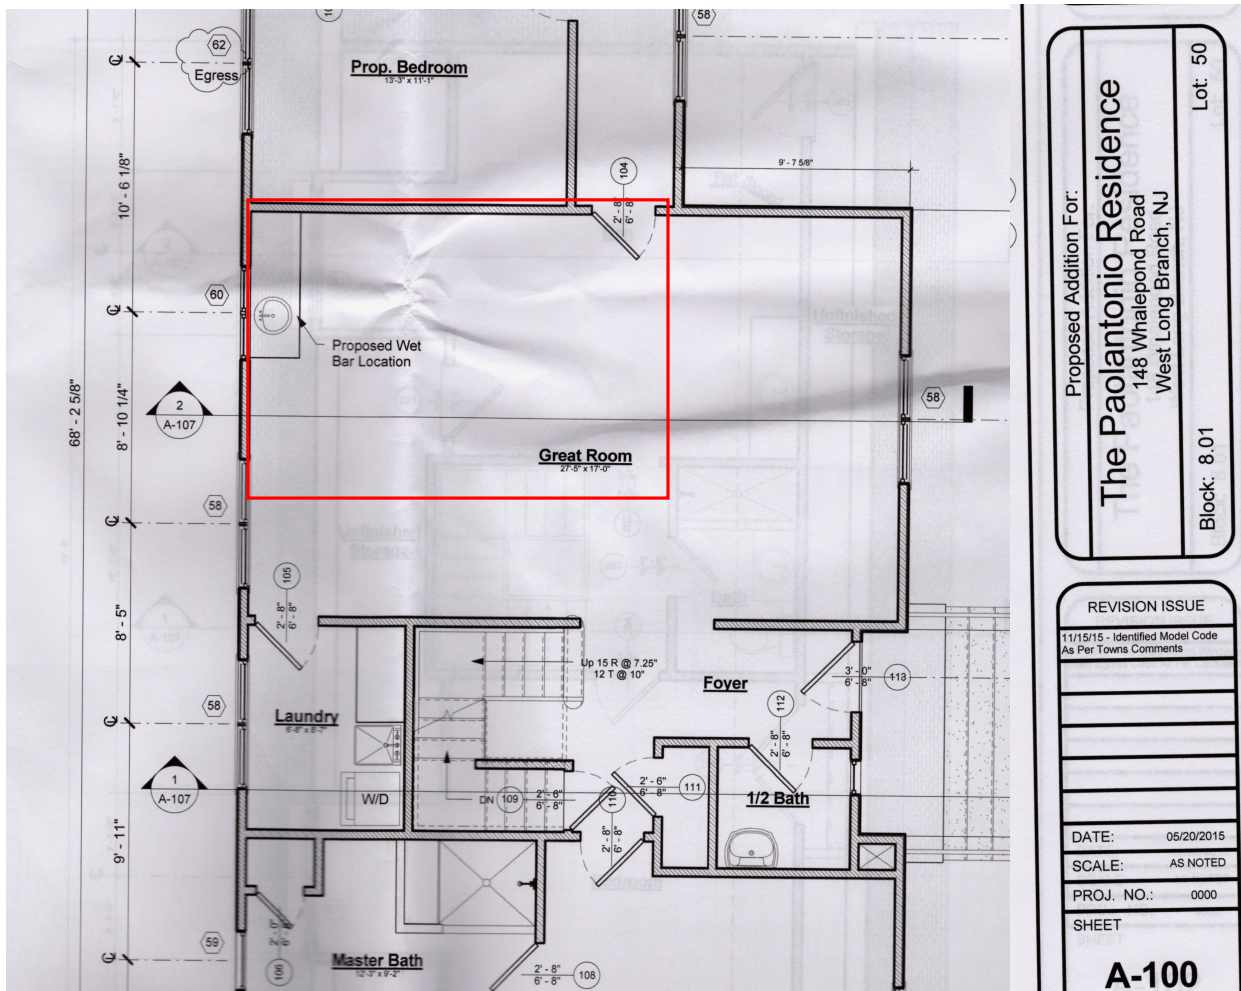 58
62
Egress
Prop. Bedroom
13'-3" x 11'-1"
104
2' - 8"
6' - 8"
9' - 7 5/8"
10' - 6 1/8"
60
Proposed Wet
Bar Location
68' - 2 5/8"
8' - 10 1/4"
2
A-107
58
Great Room
27'-5" x 17'-0"
58
105
2' - 8"
6' - 8"
8' - 5"
Up 15 R @ 7.25"
12 T @ 10"
Foyer
3' - 0"
6' - 8"
113
112
2' - 8"
6' - 8"
58
Laundry
6'-8" x 8'-7"
1
A-107
W/D
DN
109
2' - 6"
6' - 8"
110
2' - 8"
6' - 8"
2' - 6"
6' - 8"
111
1/2 Bath
9' - 11"
59
2' - 0"
Master Bath
12'-3" x 9'-2"
2' - 8"
6' - 8"
108
Proposed Addition For:
The Paolantonio Residence
148 Whalepond Road
West Long Branch, NJ
Block: 8.01
Lot: 50
REVISION ISSUE
11/15/15 - Identified Model Code
As Per Towns Comments
DATE: 05/20/2015
SCALE: AS NOTED
PROJ. NO.: 0000
SHEET
A-100